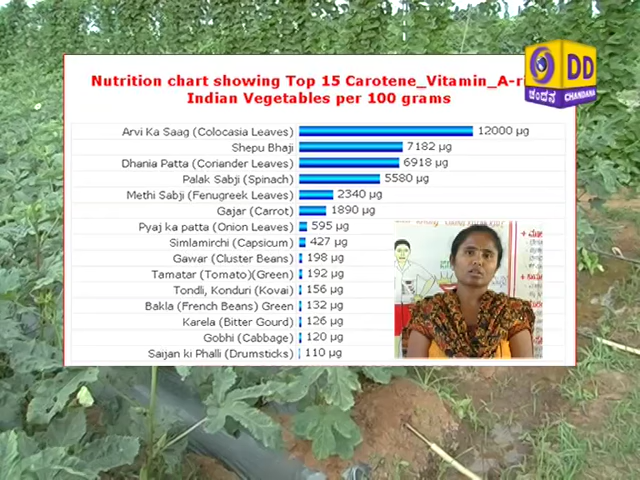 DD
ಚಂದನ CHANDANA
Nutrition chart showing Top 15 Carotene_Vitamin_A-
Indian Vegetables per 100 grams
Arvi Ka Saag (Colocasia Leaves) 12000 µg
Shepu Bhaji 7182 µg
Dhania Patta (Coriander Leaves) 6918 µg
Palak Sabji (Spinach) 5580 µg
Methi Sabji (Fenugreek Leaves) 2340 µg
Gajar (Carrot) 1890 µg
Pyaj ka patta (Onion Leaves) 595 µg
Simlamirchi (Capsicum) 427 µg
Gawar (Cluster Beans) 198 µg
Tamatar (Tomato)(Green) 192 µg
Tondli, Konduri (Kovai) 156 µg
Bakla (French Beans) Green 132 µg
Karela (Bitter Gourd) 126 µg
Gobhi (Cabbage) 120 µg
Saijan ki Phalli (Drumsticks) 110 µg